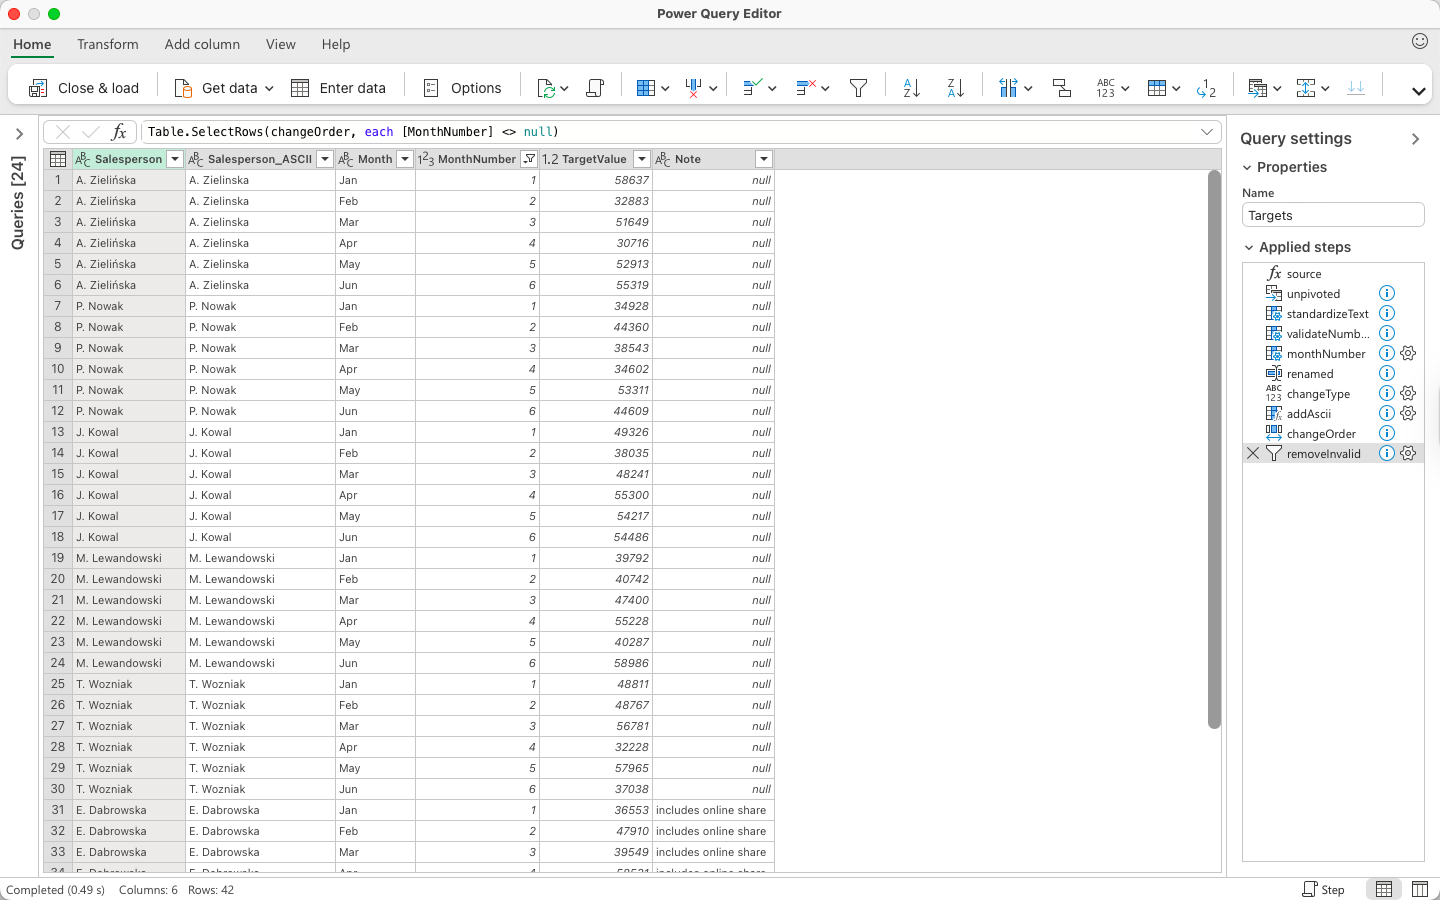 Power Query Editor
Home Transform Add column View Help
Close & load Get data Enter data Options
fx Table.SelectRows(changeOrder, each [MonthNumber] <> null)
Queries [24]
Salesperson Salesperson_ASCII Month MonthNumber TargetValue Note
1 A. Zielińska A. Zielinska Jan 1 58637 null
2 A. Zielińska A. Zielinska Feb 2 32883 null
3 A. Zielińska A. Zielinska Mar 3 51649 null
4 A. Zielińska A. Zielinska Apr 4 30716 null
5 A. Zielińska A. Zielinska May 5 52913 null
6 A. Zielińska A. Zielinska Jun 6 55319 null
7 P. Nowak P. Nowak Jan 1 34928 null
8 P. Nowak P. Nowak Feb 2 44360 null
9 P. Nowak P. Nowak Mar 3 38543 null
10 P. Nowak P. Nowak Apr 4 34602 null
11 P. Nowak P. Nowak May 5 53311 null
12 P. Nowak P. Nowak Jun 6 44609 null
13 J. Kowal J. Kowal Jan 1 49326 null
14 J. Kowal J. Kowal Feb 2 38035 null
15 J. Kowal J. Kowal Mar 3 48241 null
16 J. Kowal J. Kowal Apr 4 55300 null
17 J. Kowal J. Kowal May 5 54217 null
18 J. Kowal J. Kowal Jun 6 54486 null
19 M. Lewandowski M. Lewandowski Jan 1 39792 null
20 M. Lewandowski M. Lewandowski Feb 2 40742 null
21 M. Lewandowski M. Lewandowski Mar 3 47400 null
22 M. Lewandowski M. Lewandowski Apr 4 55228 null
23 M. Lewandowski M. Lewandowski May 5 40287 null
24 M. Lewandowski M. Lewandowski Jun 6 58986 null
25 T. Wozniak T. Wozniak Jan 1 48811 null
26 T. Wozniak T. Wozniak Feb 2 48767 null
27 T. Wozniak T. Wozniak Mar 3 56781 null
28 T. Wozniak T. Wozniak Apr 4 32228 null
29 T. Wozniak T. Wozniak May 5 57965 null
30 T. Wozniak T. Wozniak Jun 6 37038 null
31 E. Dabrowska E. Dabrowska Jan 1 36553 includes online share
32 E. Dabrowska E. Dabrowska Feb 2 47910 includes online share
33 E. Dabrowska E. Dabrowska Mar 3 39549 includes online share
Query settings
Properties
Name
Targets
Applied steps
source
unpivoted
standardizeText
validateNumb...
monthNumber
renamed
changeType
addAscii
changeOrder
removeInvalid
Completed (0.49 s) Columns: 6 Rows: 42
Step